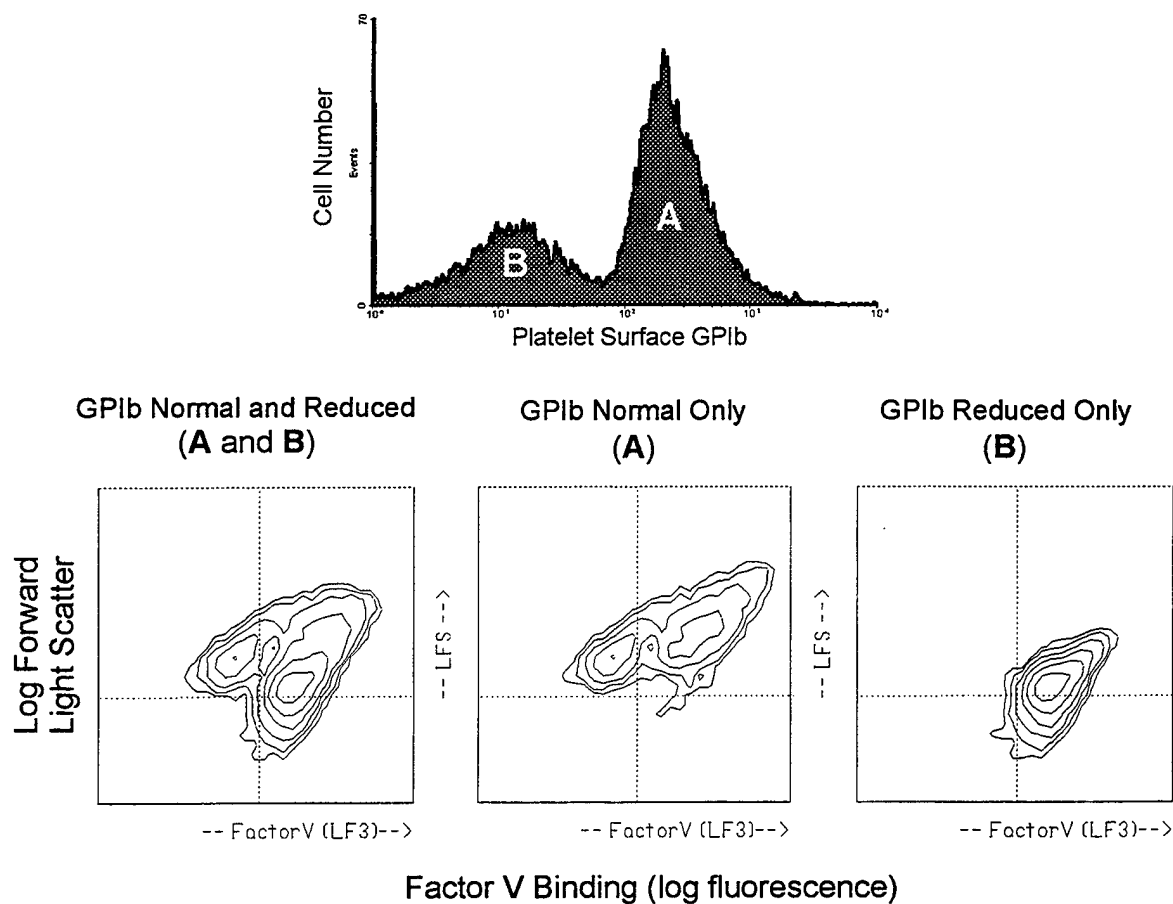 70
Cell Number
Events
0
A
B
10⁰
10¹
10²
10³
10⁴
Platelet Surface GPIb
GPIb Normal and Reduced
(A and B)
GPIb Normal Only
(A)
GPIb Reduced Only
(B)
Log Forward
Light Scatter
-- LFS -->
-- LFS -->
-- FactorV (LF3)-->
-- FactorV (LF3)-->
-- FactorV (LF3)-->
Factor V Binding (log fluorescence)